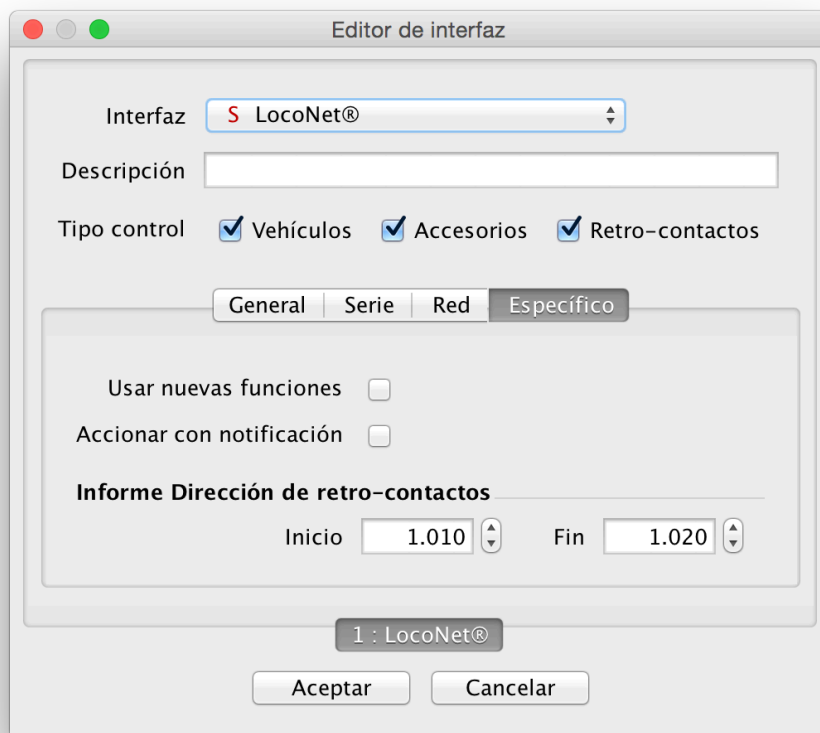 Editor de interfaz
Interfaz S LocoNet®
Descripción
Tipo control Vehículos Accesorios Retro-contactos
General Serie Red Específico
Usar nuevas funciones
Accionar con notificación
Informe Dirección de retro-contactos
Inicio 1.010 Fin 1.020
1 : LocoNet®
Aceptar Cancelar